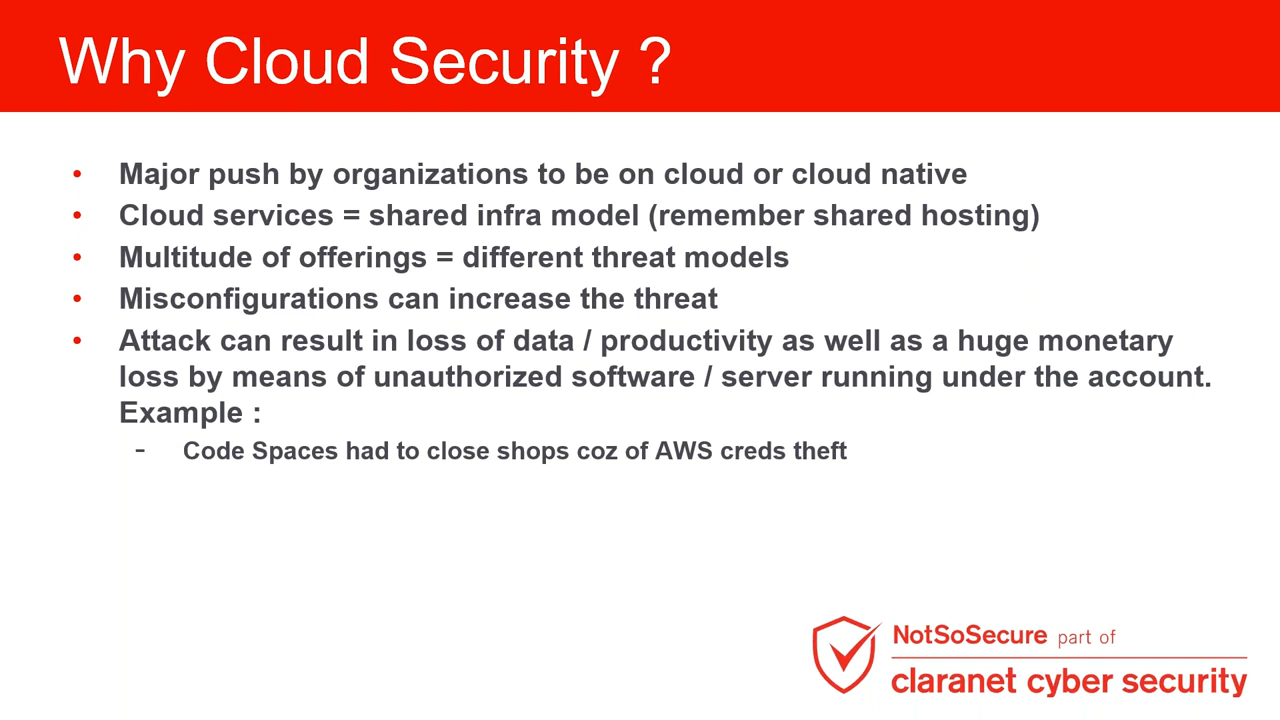 Why Cloud Security ?
• Major push by organizations to be on cloud or cloud native
• Cloud services = shared infra model (remember shared hosting)
• Multitude of offerings = different threat models
• Misconfigurations can increase the threat
• Attack can result in loss of data / productivity as well as a huge monetary
loss by means of unauthorized software / server running under the account.
Example :
- Code Spaces had to close shops coz of AWS creds theft
NotSoSecure part of
claranet cyber security